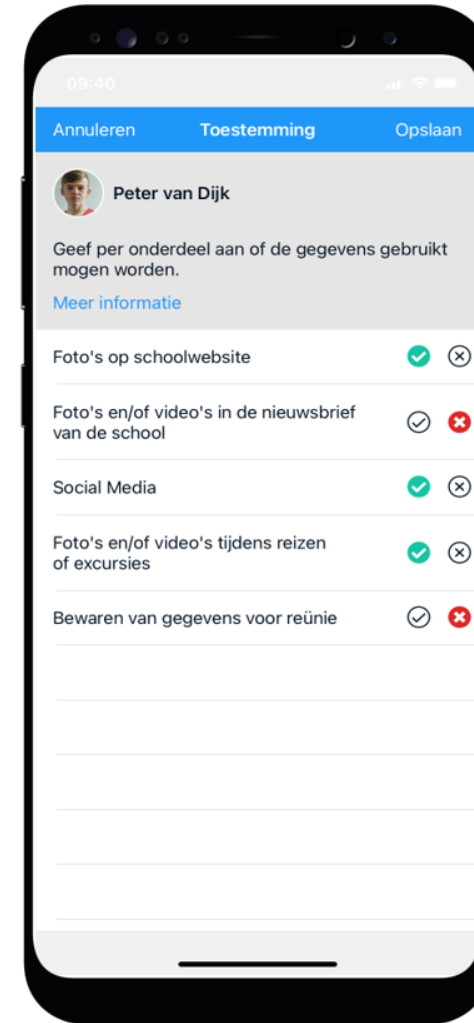 09:40
Annuleren Toestemming Opslaan
Peter van Dijk
Geef per onderdeel aan of de gegevens gebruikt
mogen worden.
Meer informatie
Foto's op schoolwebsite
Foto's en/of video's in de nieuwsbrief
van de school
Social Media
Foto's en/of video's tijdens reizen
of excursies
Bewaren van gegevens voor reünie